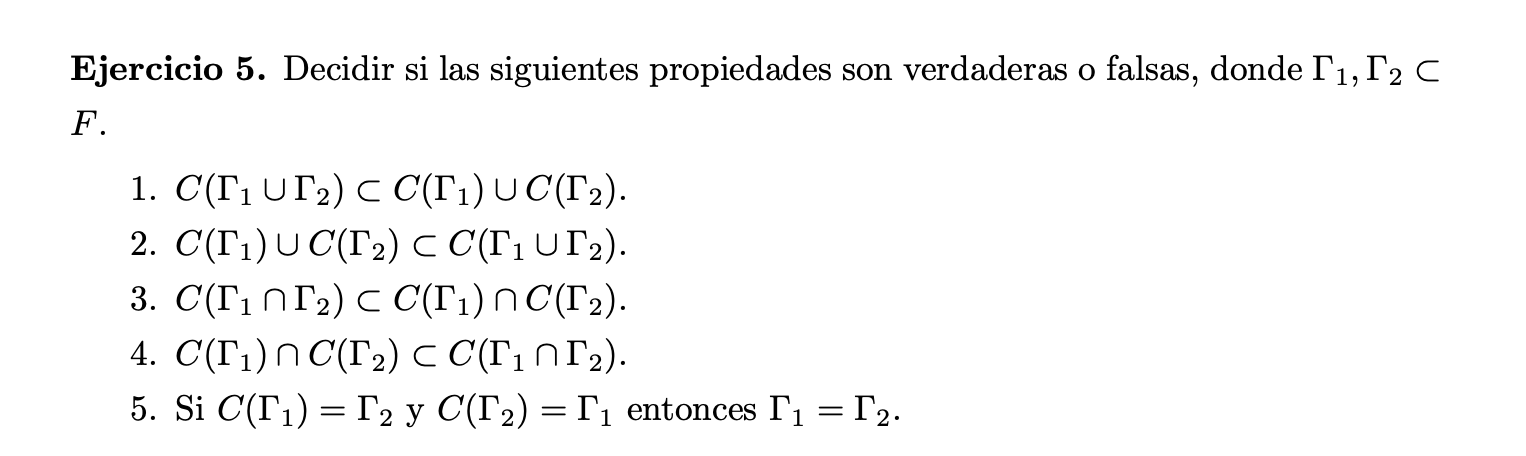 Ejercicio 5. Decidir si las siguientes propiedades son verdaderas o falsas, donde Γ₁, Γ₂ ⊂
F.
1. C(Γ₁ ∪ Γ₂) ⊂ C(Γ₁) ∪ C(Γ₂).
2. C(Γ₁) ∪ C(Γ₂) ⊂ C(Γ₁ ∪ Γ₂).
3. C(Γ₁ ∩ Γ₂) ⊂ C(Γ₁) ∩ C(Γ₂).
4. C(Γ₁) ∩ C(Γ₂) ⊂ C(Γ₁ ∩ Γ₂).
5. Si C(Γ₁) = Γ₂ y C(Γ₂) = Γ₁ entonces Γ₁ = Γ₂.